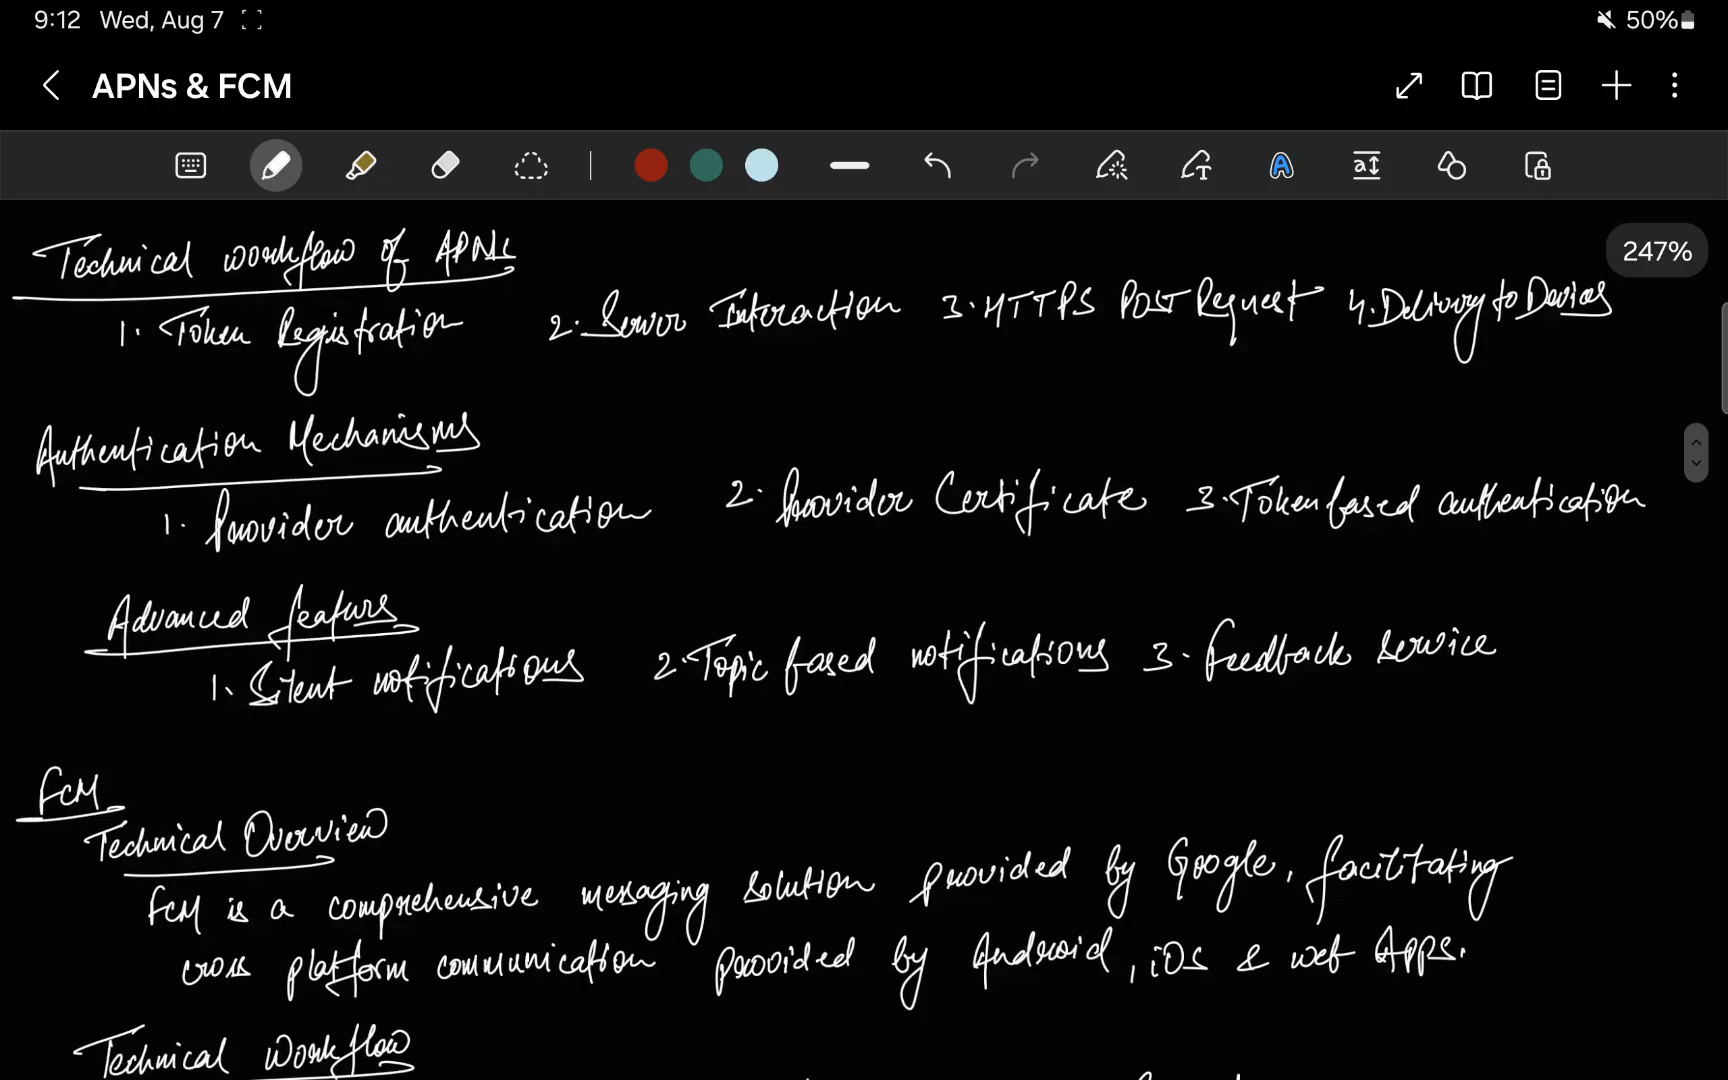 9:12 Wed, Aug 7 50%
APNs & FCM
247%
Technical workflow of APNs
1. Token Registration 2. Server Interaction 3. HTTPS POST Request 4. Delivery to Devices
Authentication Mechanisms
1. Provider authentication 2. Provider Certificate 3. Token based authentication
Advanced features
1. Silent notifications 2. Topic based notifications 3. Feedback service
FCM
Technical Overview
FCM is a comprehensive messaging solution provided by Google, facilitating
cross platform communication provided by Android, iOS & web Apps.
Technical Workflow